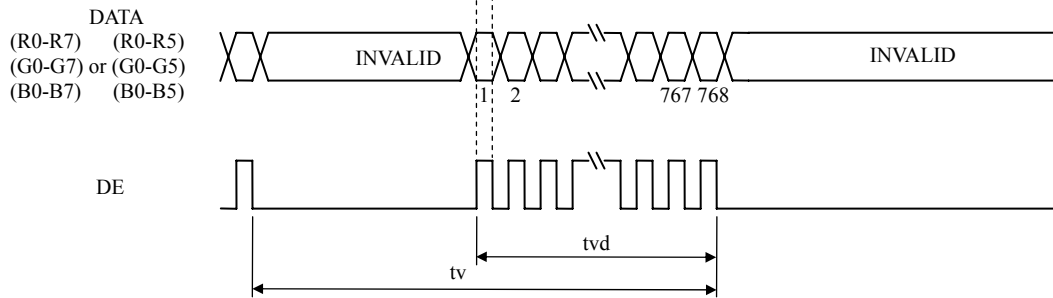 DATA
(R0-R7) (R0-R5)
(G0-G7) or (G0-G5)
(B0-B7) (B0-B5)
INVALID
INVALID
1 2 767 768
DE
tvd
tv